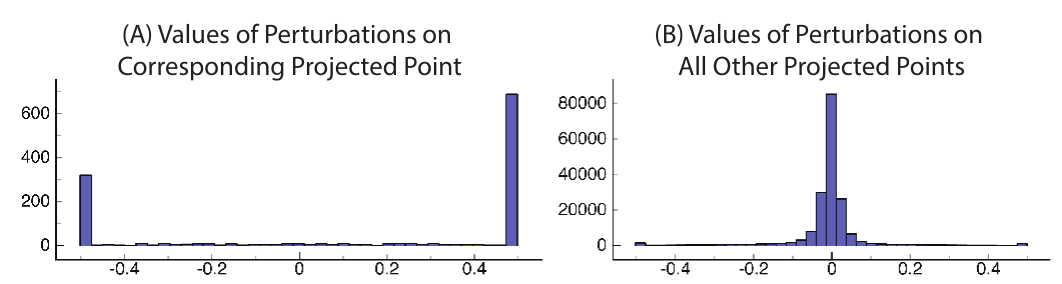 (A) Values of Perturbations on
Corresponding Projected Point
600
400
200
0
-0.4 -0.2 0 0.2 0.4
(B) Values of Perturbations on
All Other Projected Points
80000
60000
40000
20000
0
-0.4 -0.2 0 0.2 0.4